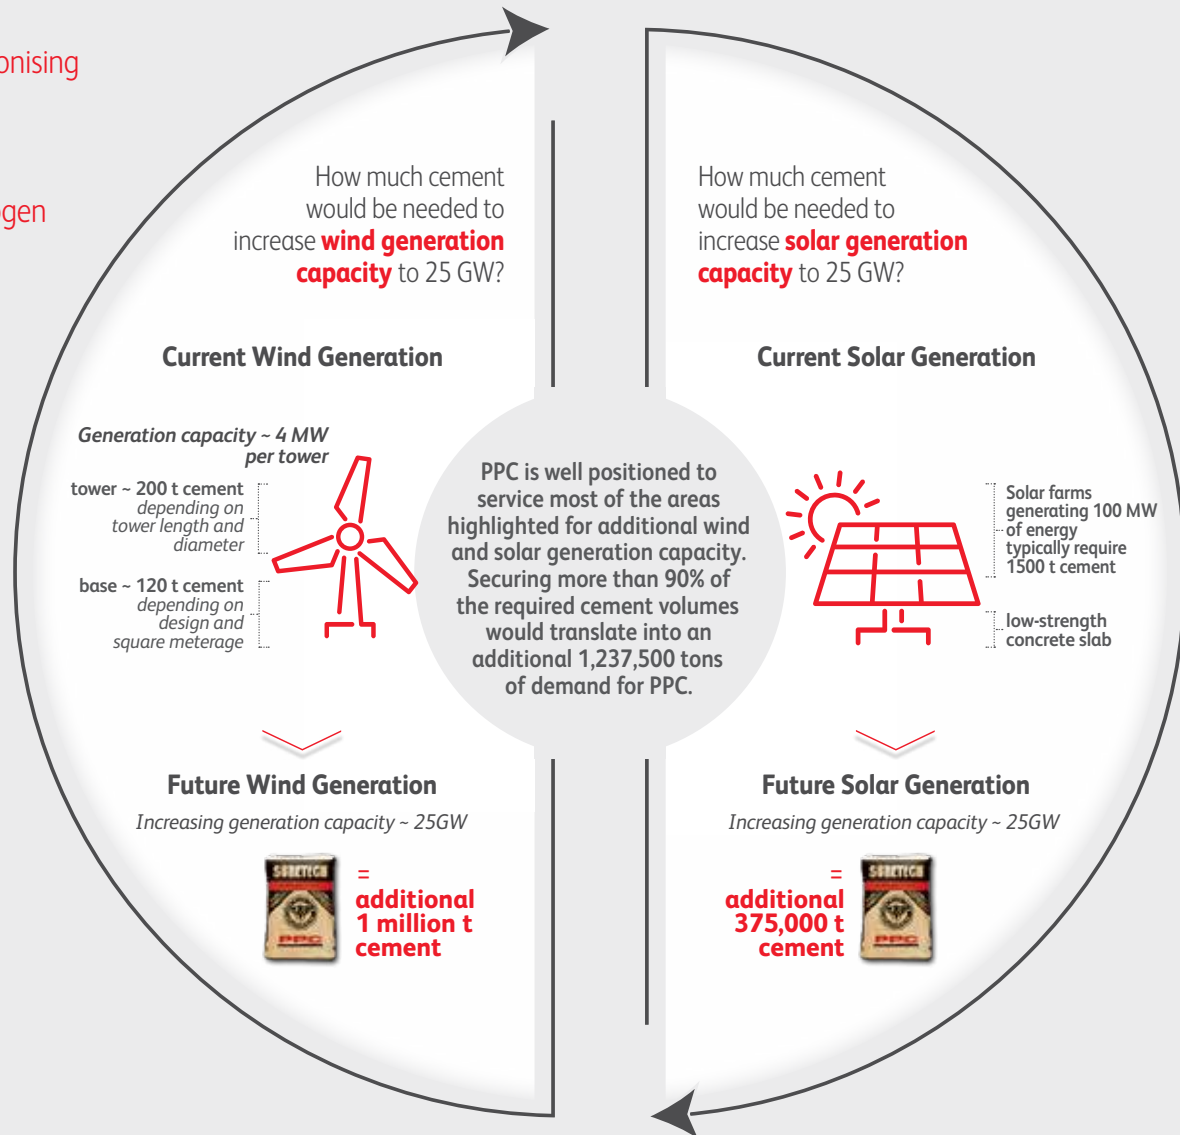 onising
ogen
How much cement
would be needed to
increase wind generation
capacity to 25 GW?
Current Wind Generation
Generation capacity ~ 4 MW
per tower
tower ~ 200 t cement
depending on
tower length and
diameter
base ~ 120 t cement
depending on
design and
square meterage
Future Wind Generation
Increasing generation capacity ~ 25GW
SURETECH
PPC
=
additional
1 million t
cement
PPC is well positioned to
service most of the areas
highlighted for additional wind
and solar generation capacity.
Securing more than 90% of
the required cement volumes
would translate into an
additional 1,237,500 tons
of demand for PPC.
How much cement
would be needed to
increase solar generation
capacity to 25 GW?
Current Solar Generation
Solar farms
generating 100 MW
of energy
typically require
1500 t cement
low-strength
concrete slab
Future Solar Generation
Increasing generation capacity ~ 25GW
=
additional
375,000 t
cement
SURETECH
PPC